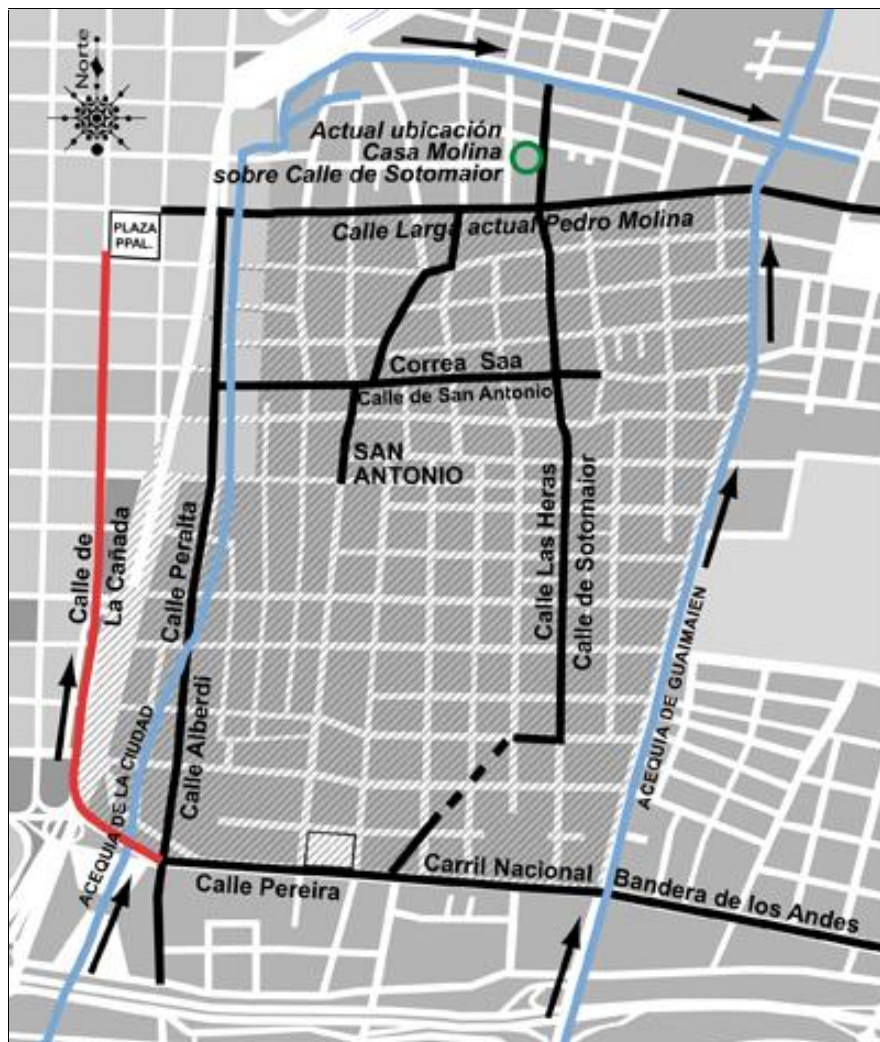 Norte
Actual ubicación
Casa Molina
sobre Calle de Sotomaior
PLAZA
PPAL.
Calle Larga actual Pedro Molina
Correa Saa
Calle de San Antonio
SAN
ANTONIO
Calle de
La Cañada
Calle Peralta
Calle Las Heras
Calle de Sotomaior
ACEQUIA DE GUAIMAIEN
Calle Alberdi
ACEQUIA DE LA CIUDAD
Carril Nacional
Calle Pereira
Bandera de los Andes